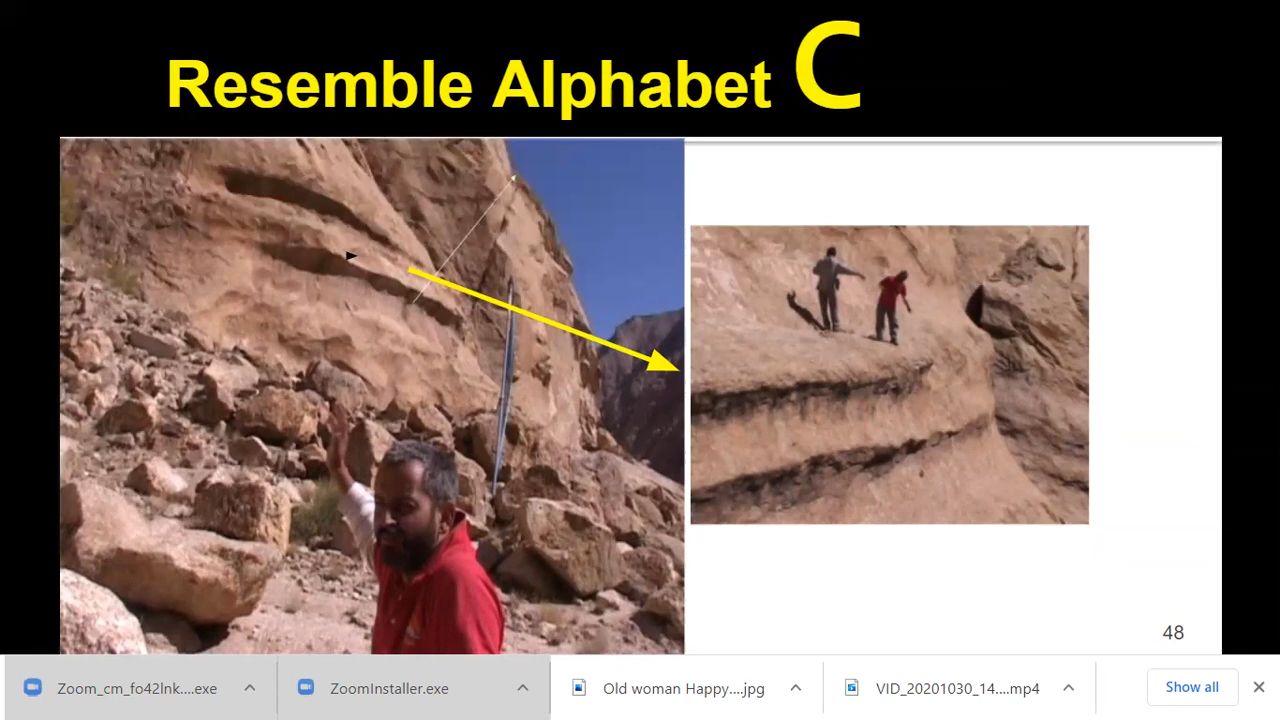 Resemble Alphabet C
48
Zoom_cm_fo42lnk....exe
ZoomInstaller.exe
Old woman Happy....jpg
VID_20201030_14....mp4
Show all